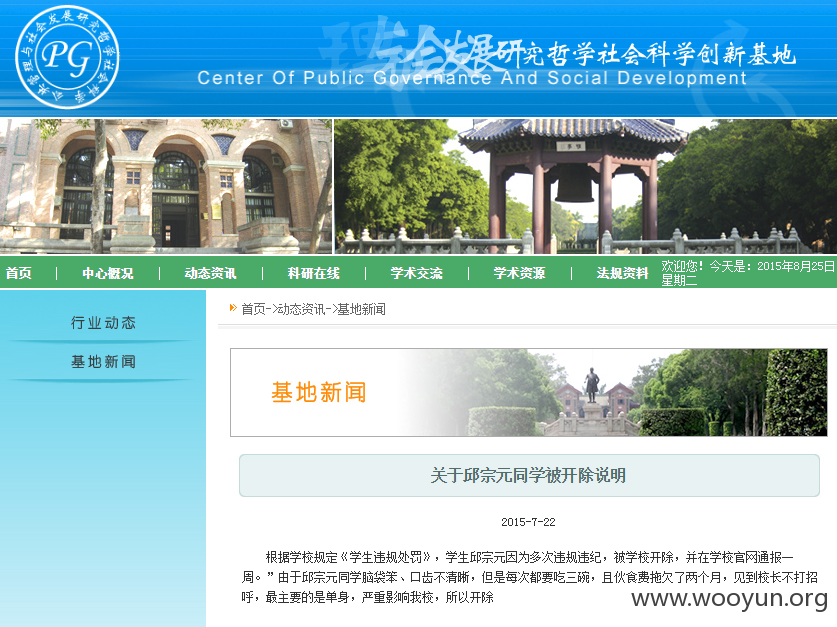 研究哲学社会科学创新基地
Center Of Public Governance And Social Development
PG
首页 | 中心概况 | 动态资讯 | 科研在线 | 学术交流 | 学术资源 | 法规资料
欢迎您！今天是：2015年8月25日
星期二
行业动态
基地新闻
首页->动态资讯->基地新闻
基地新闻
关于邱宗元同学被开除说明
2015-7-22
根据学校规定《学生违规处罚》，学生邱宗元因为多次违规违纪，被学校开除，并在学校官网通报一
周。”由于邱宗元同学脑袋笨、口齿不清晰，但是每次都要吃三碗，且伙食费拖欠了两个月，见到校长不打招
呼，最主要的是单身，严重影响我校，所以开除
www.wooyun.org